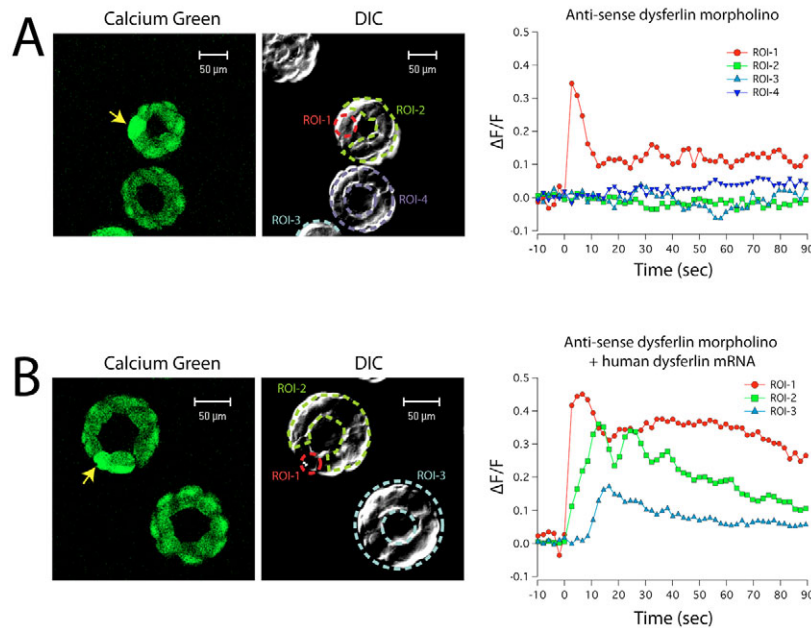 A
Calcium Green
50 µm
DIC
50 µm
ROI-1
ROI-2
ROI-3
ROI-4
Anti-sense dysferlin morpholino
ROI-1
ROI-2
ROI-3
ROI-4
ΔF/F
0.5
0.4
0.3
0.2
0.1
0.0
-0.1
-10 0 10 20 30 40 50 60 70 80 90
Time (sec)
B
Calcium Green
50 µm
DIC
50 µm
ROI-2
ROI-1
ROI-3
Anti-sense dysferlin morpholino
+ human dysferlin mRNA
ROI-1
ROI-2
ROI-3
ΔF/F
0.5
0.4
0.3
0.2
0.1
0.0
-0.1
-10 0 10 20 30 40 50 60 70 80 90
Time (sec)